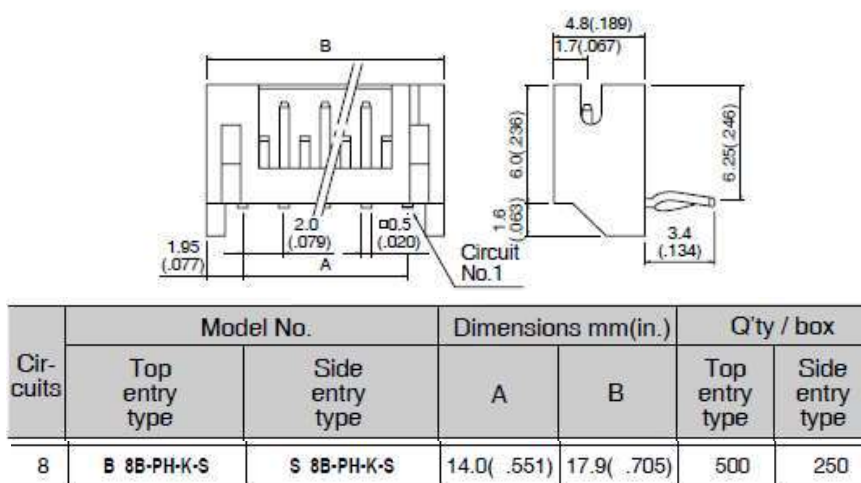 B
4.8(.189)
1.7(.067)
6.0(.236)
6.25(.246)
1.6
(.063)
3.4
(.134)
2.0
(.079)
□0.5
(.020)
1.95
(.077)
A
Circuit
No.1
Cir-
cuits
Model No.
Dimensions mm(in.)
Q'ty / box
Top
entry
type
Side
entry
type
A
B
Top
entry
type
Side
entry
type
8 B 8B-PH-K-S S 8B-PH-K-S 14.0( .551) 17.9( .705) 500 250